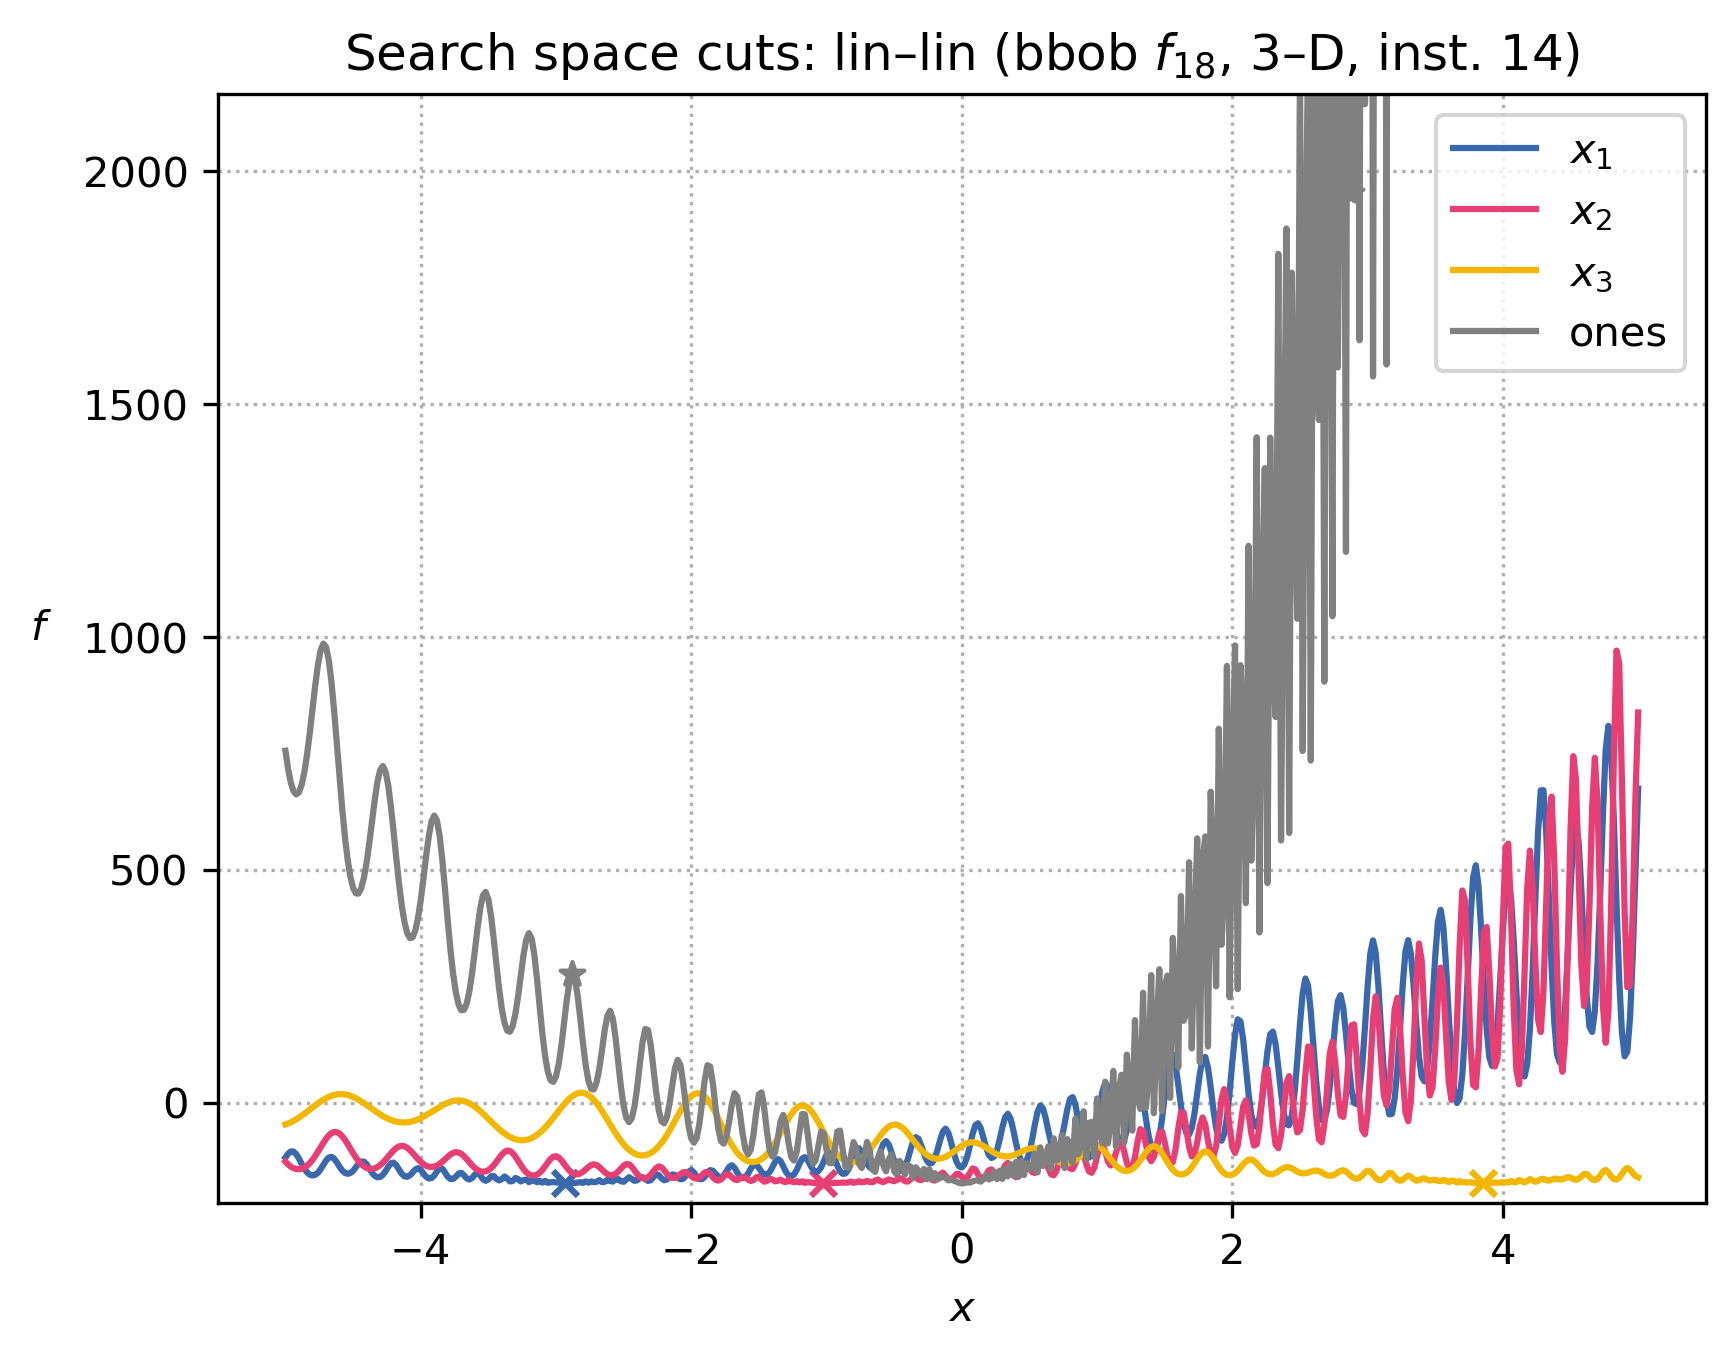 Search space cuts: lin–lin (bbob f₁₈, 3–D, inst. 14)
x₁
x₂
x₃
ones
2000
1500
1000
500
0
f
−4 −2 0 2 4
x